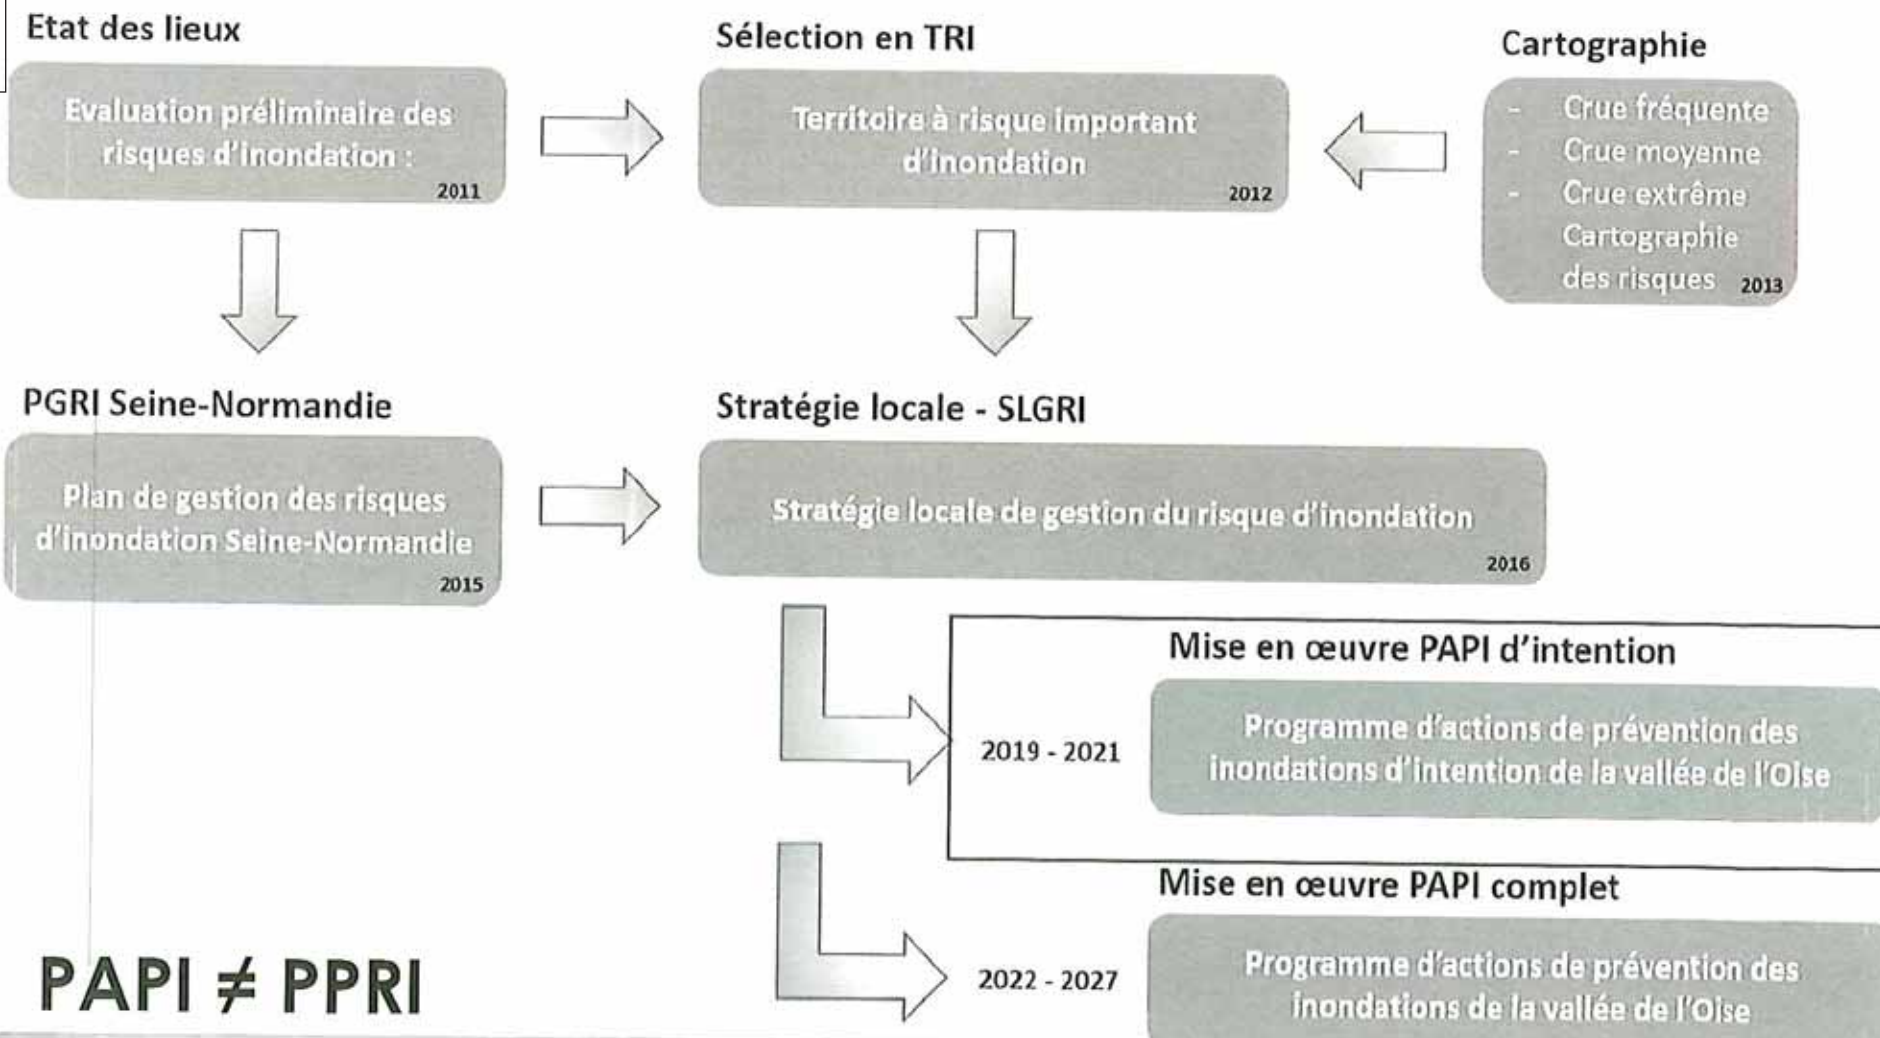 Etat des lieux
Evaluation préliminaire des
risques d'inondation :
2011
Sélection en TRI
Territoire à risque important
d'inondation
2012
Cartographie
- Crue fréquente
- Crue moyenne
- Crue extrême
Cartographie
des risques 2013
PGRI Seine-Normandie
Plan de gestion des risques
d'inondation Seine-Normandie
2015
Stratégie locale - SLGRI
Stratégie locale de gestion du risque d'inondation
2016
Mise en œuvre PAPI d'intention
2019 - 2021
Programme d'actions de prévention des
inondations d'intention de la vallée de l'Oise
Mise en œuvre PAPI complet
2022 - 2027
Programme d'actions de prévention des
inondations de la vallée de l'Oise
PAPI ≠ PPRI